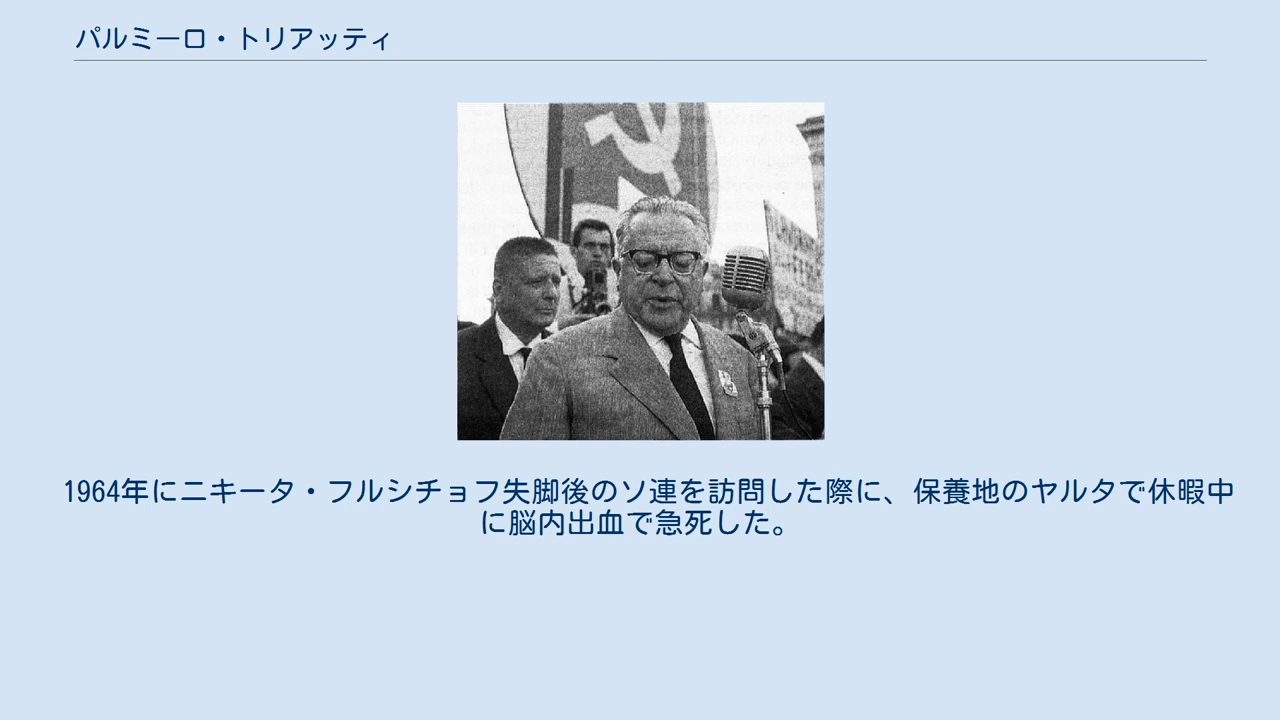 パルミーロ・トリアッティ
1964年にニキータ・フルシチョフ失脚後のソ連を訪問した際に、保養地のヤルタで休暇中
に脳内出血で急死した。